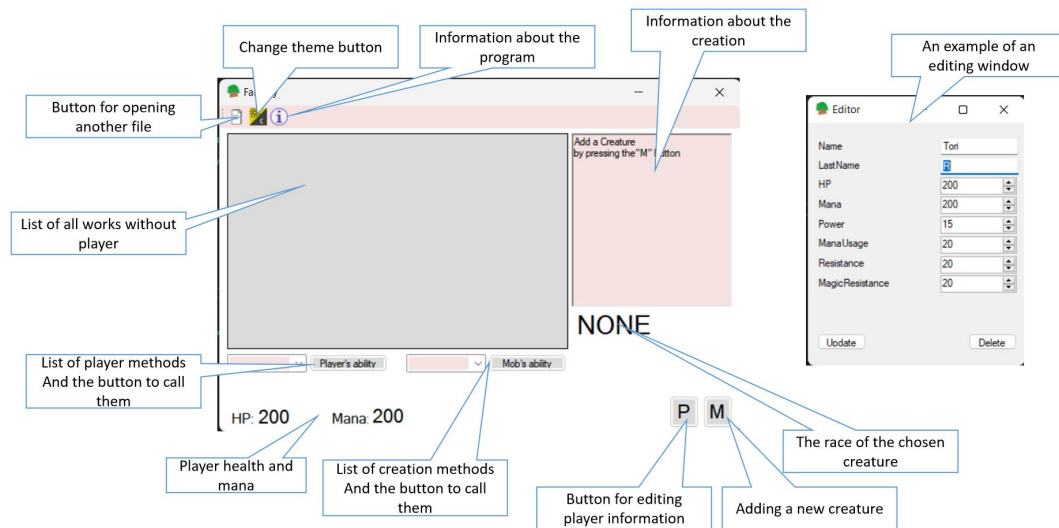 Information about the
creation
Change theme button
Information about the
program
An example of an
editing window
Button for opening
another file
Editor
Add a Creature
by pressing the "M" button
Name
Tori
LastName
R
HP
200
Mana
200
Power
15
ManaUsage
20
Resistance
20
MagicResistance
20
Update
Delete
List of all works without
player
NONE
List of player methods
And the button to call
them
Player's ability
Mob's ability
HP: 200
Mana: 200
P
M
Player health and
mana
List of creation methods
And the button to call
them
The race of the chosen
creature
Button for editing
player information
Adding a new creature